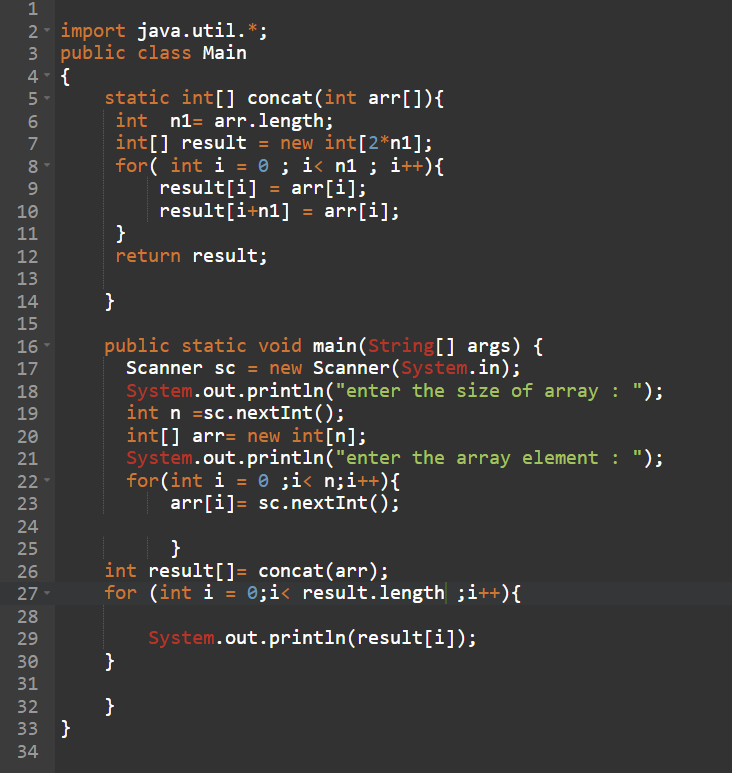 1
2 import java.util.*;
3 public class Main
4 {
5     static int[] concat(int arr[]){
6      int  n1= arr.length;
7      int[] result = new int[2*n1];
8      for( int i = 0 ; i< n1 ; i++){
9          result[i] = arr[i];
10          result[i+n1] = arr[i];
11      }
12      return result;
13
14     }
15
16     public static void main(String[] args) {
17       Scanner sc = new Scanner(System.in);
18       System.out.println("enter the size of array : ");
19       int n =sc.nextInt();
20       int[] arr= new int[n];
21       System.out.println("enter the array element : ");
22       for(int i = 0 ;i< n;i++){
23           arr[i]= sc.nextInt();
24
25           }
26     int result[]= concat(arr);
27     for (int i = 0;i< result.length ;i++){
28
29         System.out.println(result[i]);
30     }
31
32     }
33 }
34